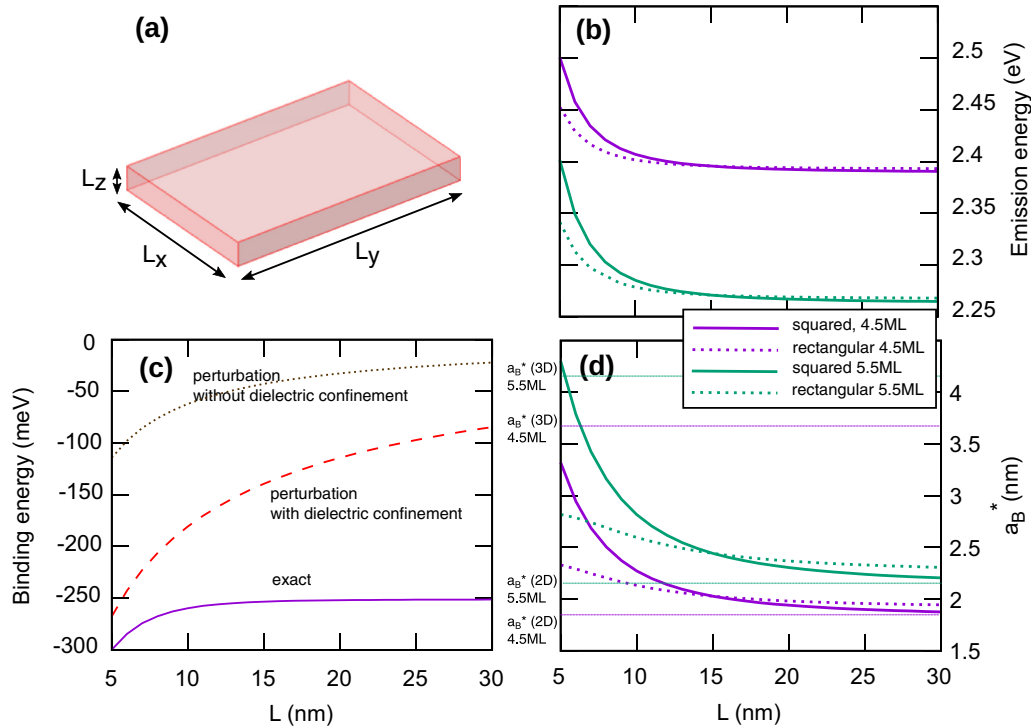 (a)
Lz
Lx
Ly
(b)
2.5
2.45
2.4
2.35
2.3
2.25
Emission energy (eV)
squared, 4.5ML
rectangular 4.5ML
squared 5.5ML
rectangular 5.5ML
(c)
0
-50
-100
-150
-200
-250
-300
Binding energy (meV)
perturbation
without dielectric confinement
perturbation
with dielectric confinement
exact
5 10 15 20 25 30
L (nm)
(d)
aB* (3D)
5.5ML
aB* (3D)
4.5ML
aB* (2D)
5.5ML
aB* (2D)
4.5ML
4
3.5
3
2.5
2
1.5
aB* (nm)
5 10 15 20 25 30
L (nm)